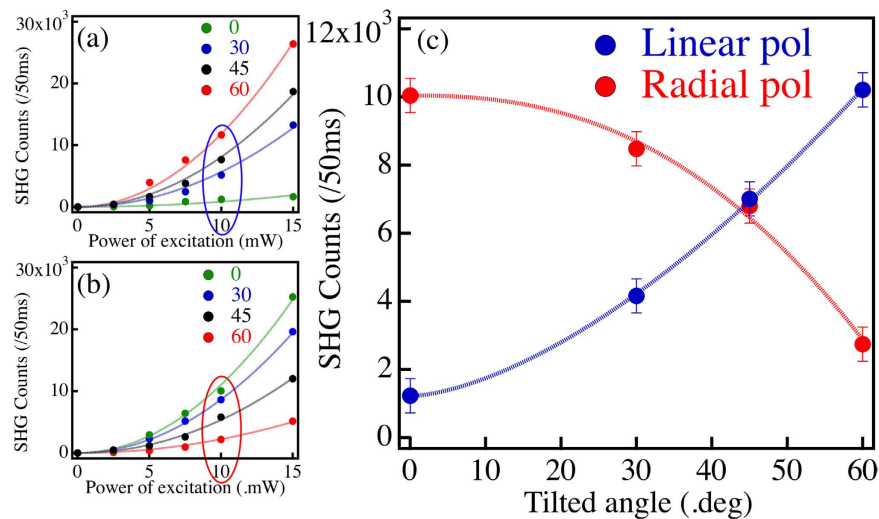 30x10³
(a)
0
30
45
60
20
10
0
SHG Counts (/50ms)
0 5 10 15
Power of excitation (mW)
30x10³
(b)
0
30
45
60
20
10
0
SHG Counts (/50ms)
0 5 10 15
Power of excitation (.mW)
12x10³
(c)
Linear pol
Radial pol
10
8
6
4
2
0
SHG Counts (/50ms)
0 10 20 30 40 50 60
Tilted angle (.deg)